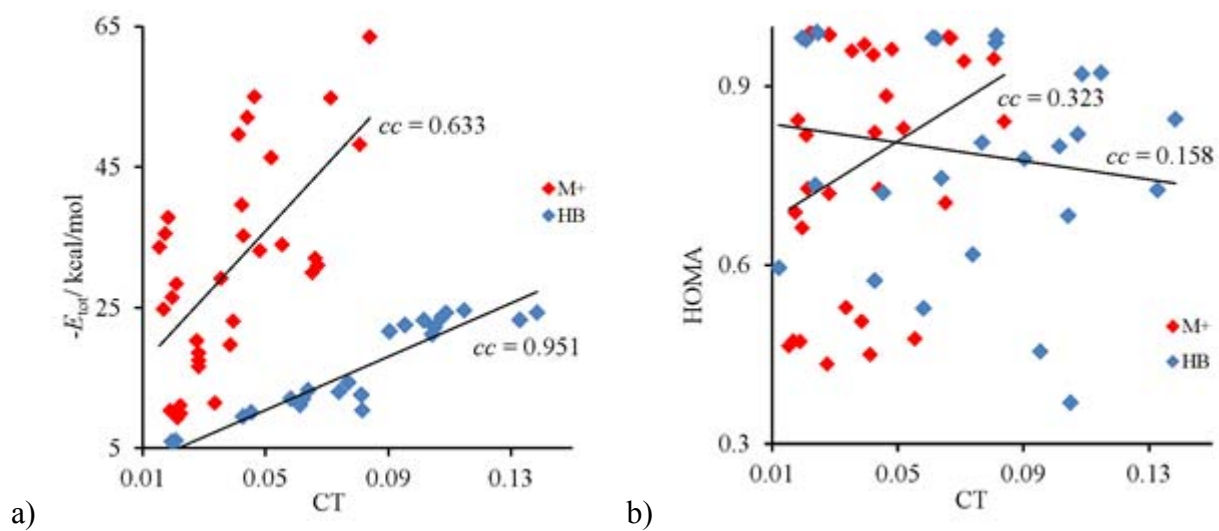 65
45
25
5
-Etot/ kcal/mol
cc = 0.633
M+
HB
cc = 0.951
0.01 0.05 0.09 0.13
CT
a)
0.9
0.6
0.3
HOMA
cc = 0.323
cc = 0.158
M+
HB
0.01 0.05 0.09 0.13
CT
b)